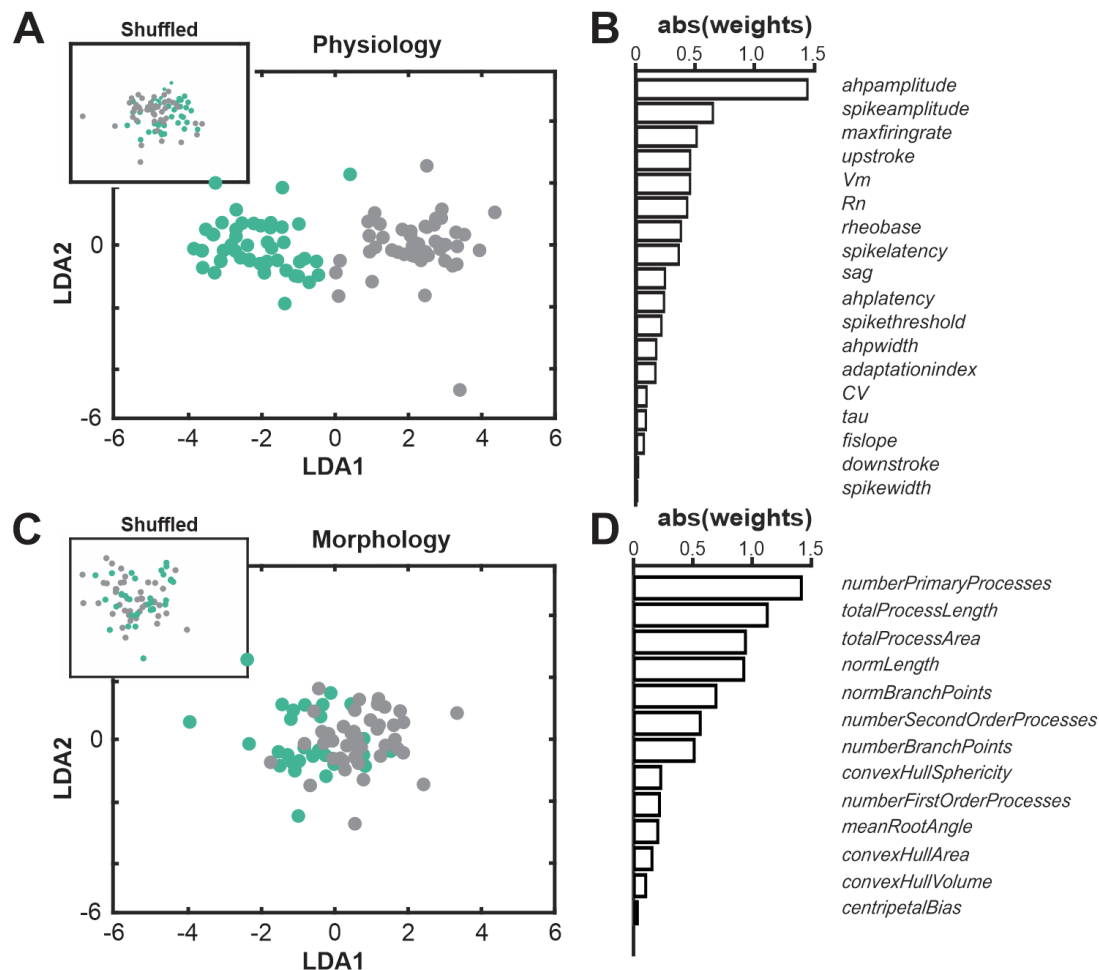 A
Shuffled
Physiology
LDA2
0
-6
-6 -4 -2 0 2 4 6
LDA1
B
abs(weights)
0 0.5 1.0 1.5
ahpamplitude
spikeamplitude
maxfiringrate
upstroke
Vm
Rn
rheobase
spikelatency
sag
ahplatency
spikethreshold
ahpwidth
adaptationindex
CV
tau
fislope
downstroke
spikewidth
C
Shuffled
Morphology
LDA2
0
-6
-6 -4 -2 0 2 4 6
LDA1
D
abs(weights)
0 0.5 1.0 1.5
numberPrimaryProcesses
totalProcessLength
totalProcessArea
normLength
normBranchPoints
numberSecondOrderProcesses
numberBranchPoints
convexHullSphericity
numberFirstOrderProcesses
meanRootAngle
convexHullArea
convexHullVolume
centripetalBias